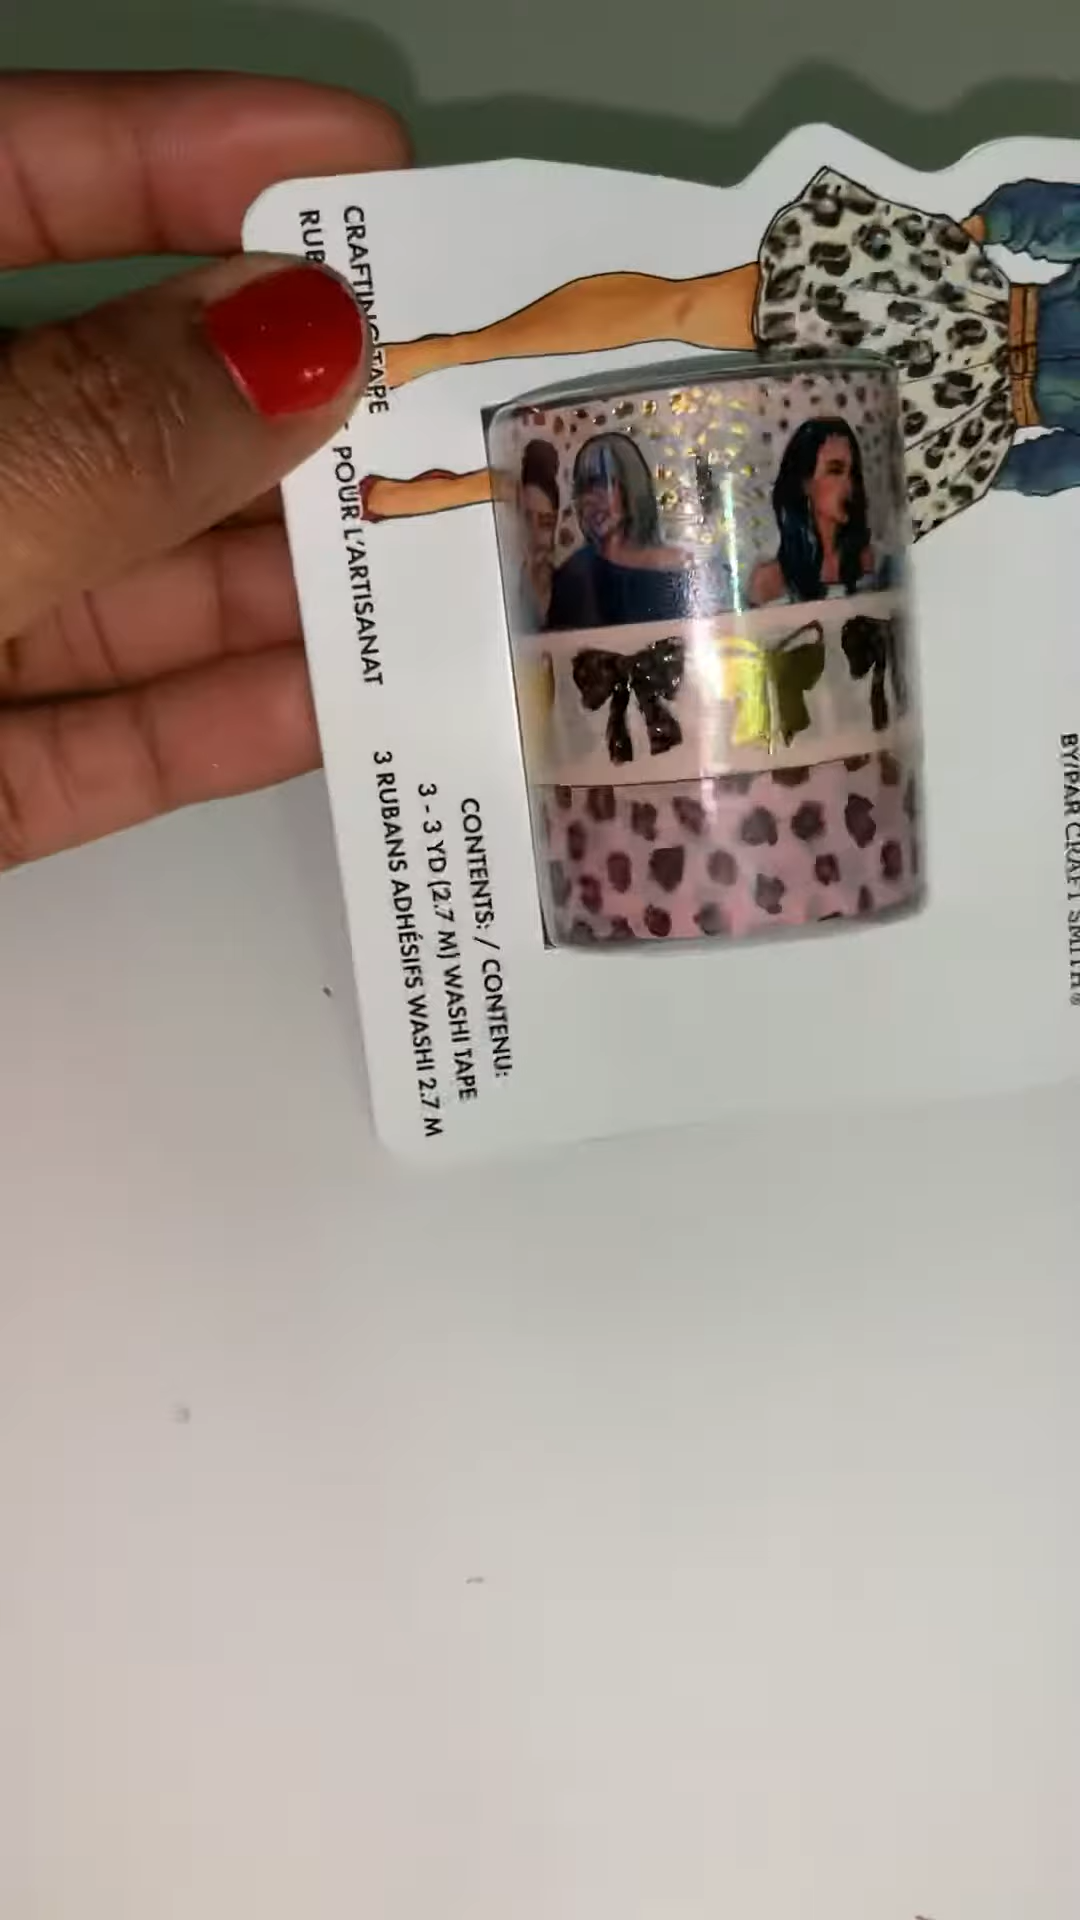 CRAFTING TAPE
RUB POUR L'ARTISANAT
CONTENTS: / CONTENU:
3 - 3 YD (2.7 M) WASHI TAPE
3 RUBANS ADHÉSIFS WASHI 2.7 M
BY/PAR CRAFT SMITH®